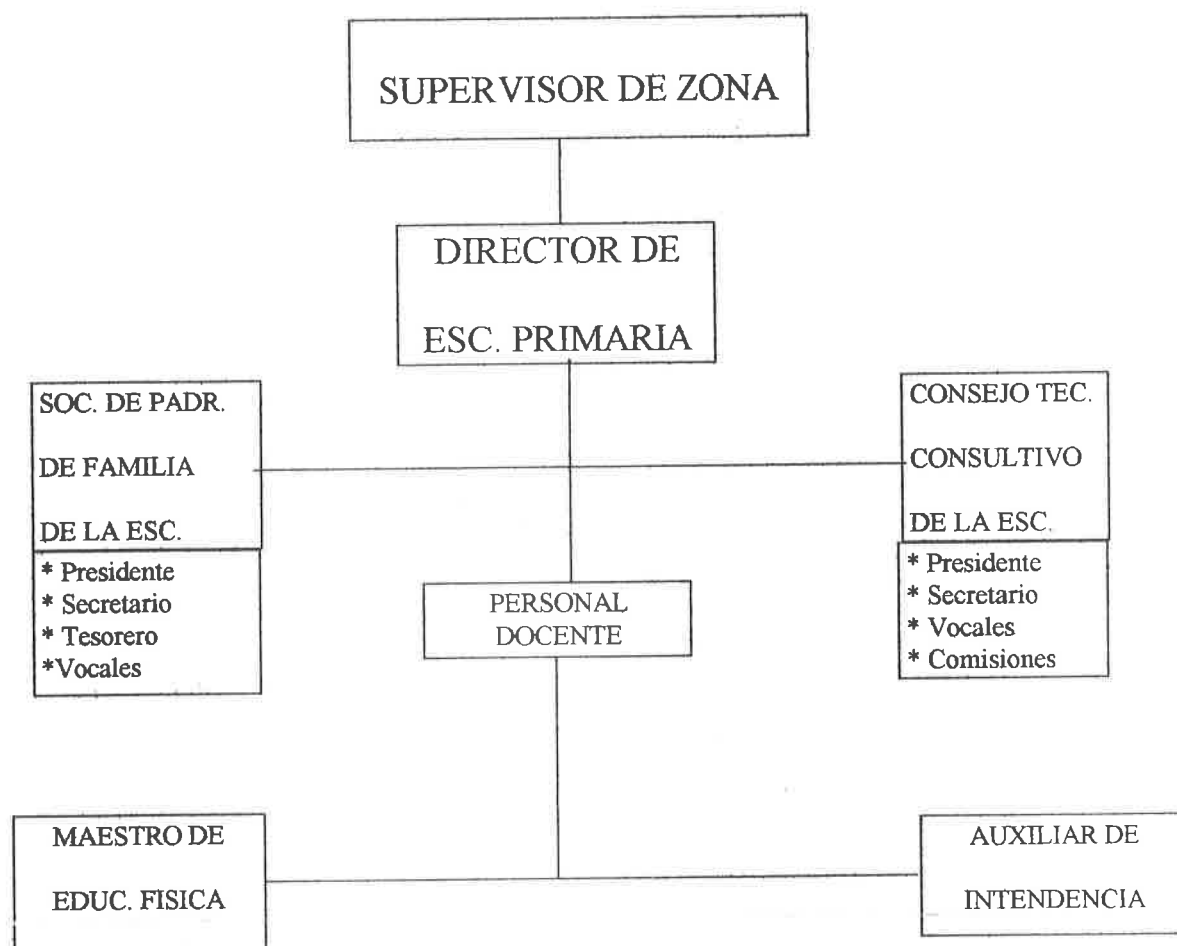 SUPERVISOR DE ZONA
DIRECTOR DE
ESC. PRIMARIA
SOC. DE PADR.
DE FAMILIA
DE LA ESC.
* Presidente
* Secretario
* Tesorero
*Vocales
CONSEJO TEC.
CONSULTIVO
DE LA ESC.
* Presidente
* Secretario
* Vocales
* Comisiones
PERSONAL
DOCENTE
MAESTRO DE
EDUC. FISICA
AUXILIAR DE
INTENDENCIA